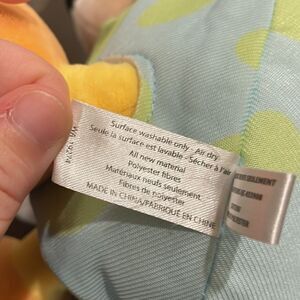 Surface washable only - Air dry
Seule la surface est lavable - Sécher à l'air
All new material
Polyester fibres
Matériaux neufs seulement
Fibres de polyester
MADE IN CHINA/FABRIQUÉ EN CHINE
SEULEMENT